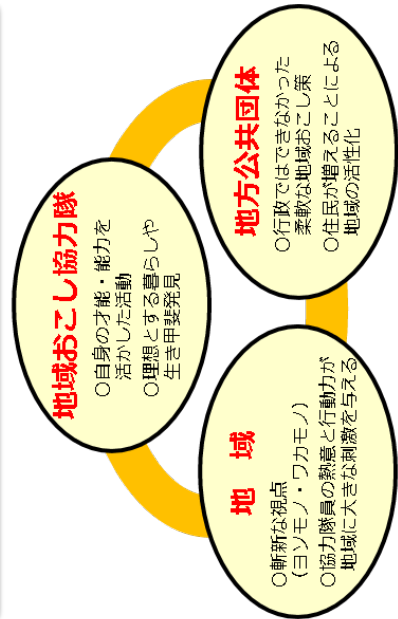 地域おこし協力隊
○自身の才能・能力を
活かした活動
○理想とする暮らしや
生き甲斐発見
地　域
○斬新な視点
(ヨソモノ・ワカモノ)
○協力隊員の熱意と行動力が
地域に大きな刺激を与える
地方公共団体
○行政ではできなかった
柔軟な地域おこし策
○住民が増えることによる
地域の活性化